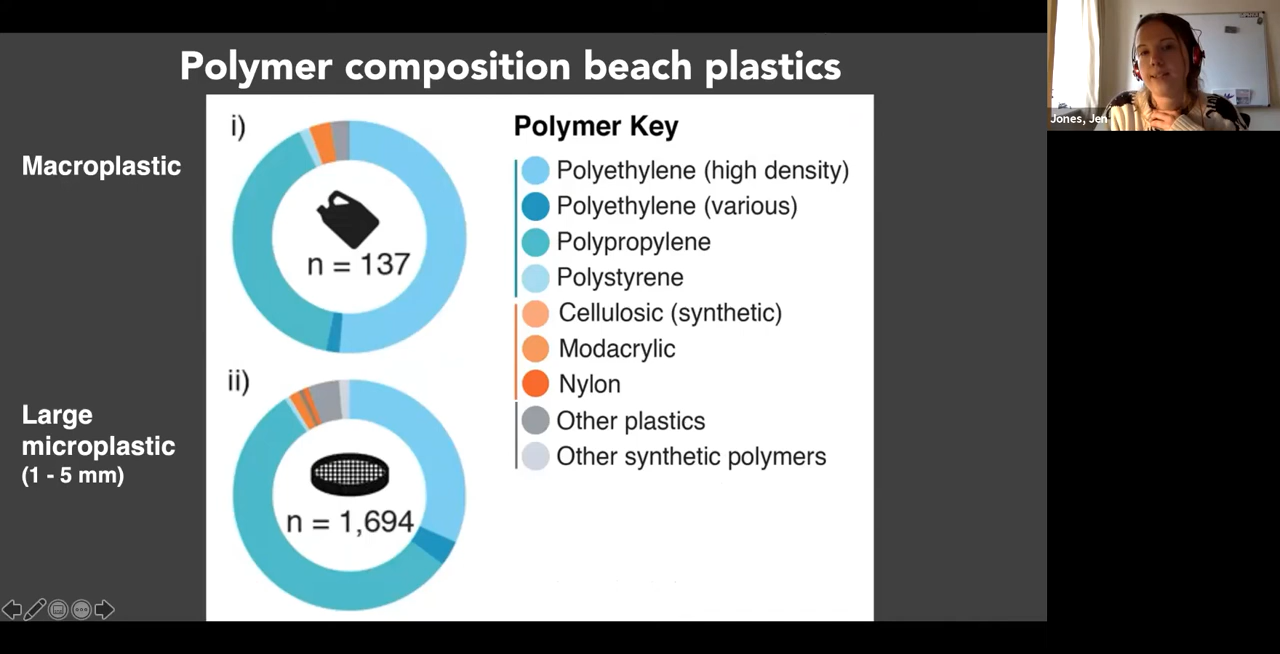 Polymer composition beach plastics
Macroplastic
i)
n = 137
Polymer Key
Polyethylene (high density)
Polyethylene (various)
Polypropylene
Polystyrene
Cellulosic (synthetic)
Modacrylic
Nylon
Other plastics
Other synthetic polymers
Large
microplastic
(1 - 5 mm)
ii)
n = 1,694
Jones, Jen